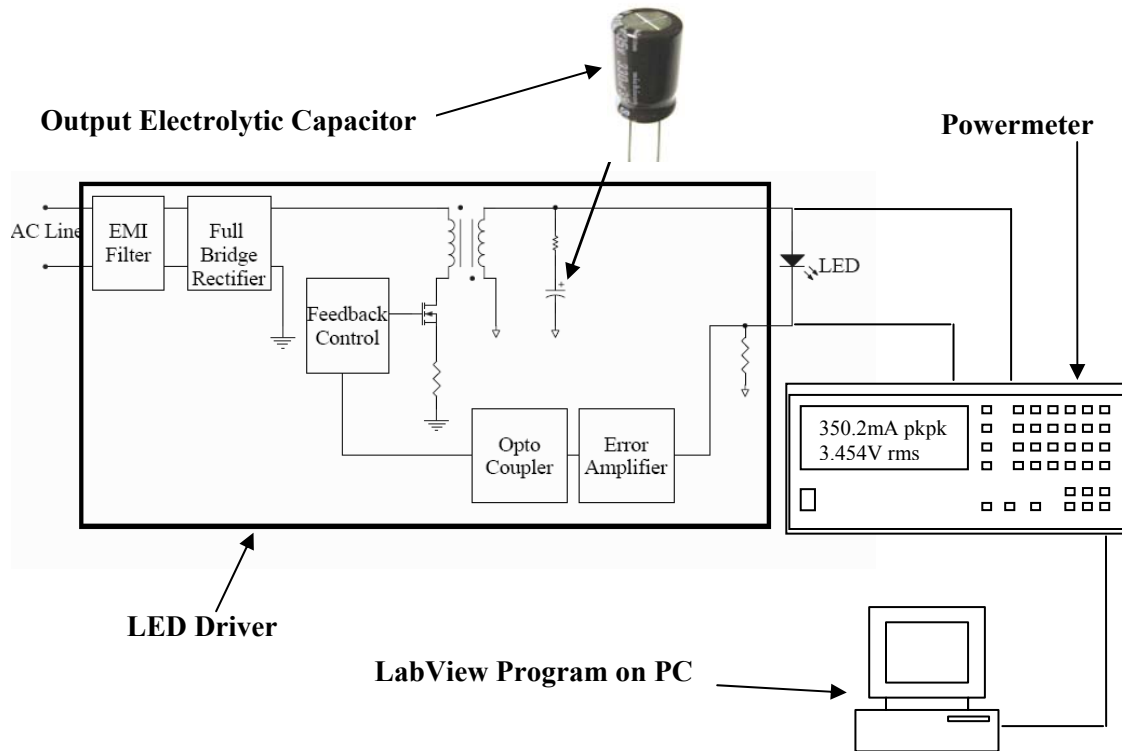 Output Electrolytic Capacitor
Powermeter
AC Line
EMI
Filter
Full
Bridge
Rectifier
Feedback
Control
+
LED
Opto
Coupler
Error
Amplifier
350.2mA pkpk
3.454V rms
LED Driver
LabView Program on PC